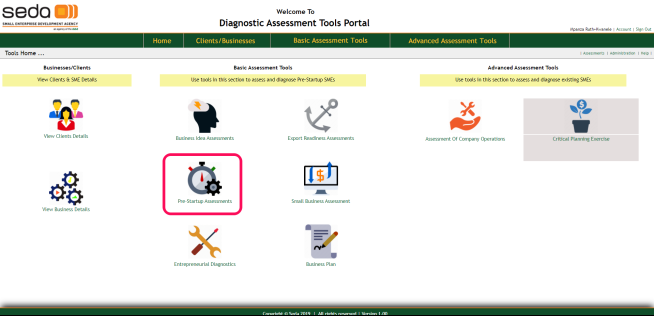 seda
SMALL ENTERPRISE DEVELOPMENT AGENCY
Welcome To
Diagnostic Assessment Tools Portal
| Account | Sign Out
Home Clients/Businesses Basic Assessment Tools Advanced Assessment Tools
Tools Home ...
| Assessments | Administration | Help |
Businesses/Clients
Basic Assessment Tools
Advanced Assessment Tools
View Clients & SME Details
Use tools in this section to assess and diagnose Pre-Startup SMEs
Use tools in this section to assess and diagnose existing SMEs
View Clients Details
Business Idea Assessments
Export Readiness Assessments
Assessment Of Company Operations
Critical Planning Exercise
View Business Details
Pre-Startup Assessments
$
Small Business Assessment
Entrepreneurial Diagnostics
Business Plan
Copyright © Seda 2019 | All rights reserved | Version 1.00